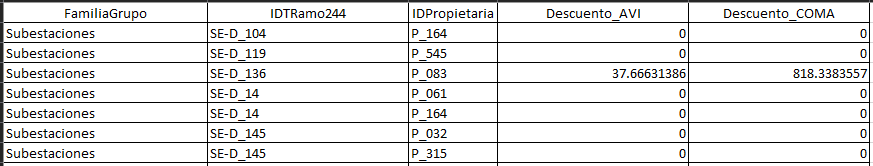 FamiliaGrupo IDTRamo244 IDPropietaria Descuento_AVI Descuento_COMA
Subestaciones SE-D_104 P_164 0 0
Subestaciones SE-D_119 P_545 0 0
Subestaciones SE-D_136 P_083 37.66631386 818.3383557
Subestaciones SE-D_14 P_061 0 0
Subestaciones SE-D_14 P_164 0 0
Subestaciones SE-D_145 P_032 0 0
Subestaciones SE-D_145 P_315 0 0